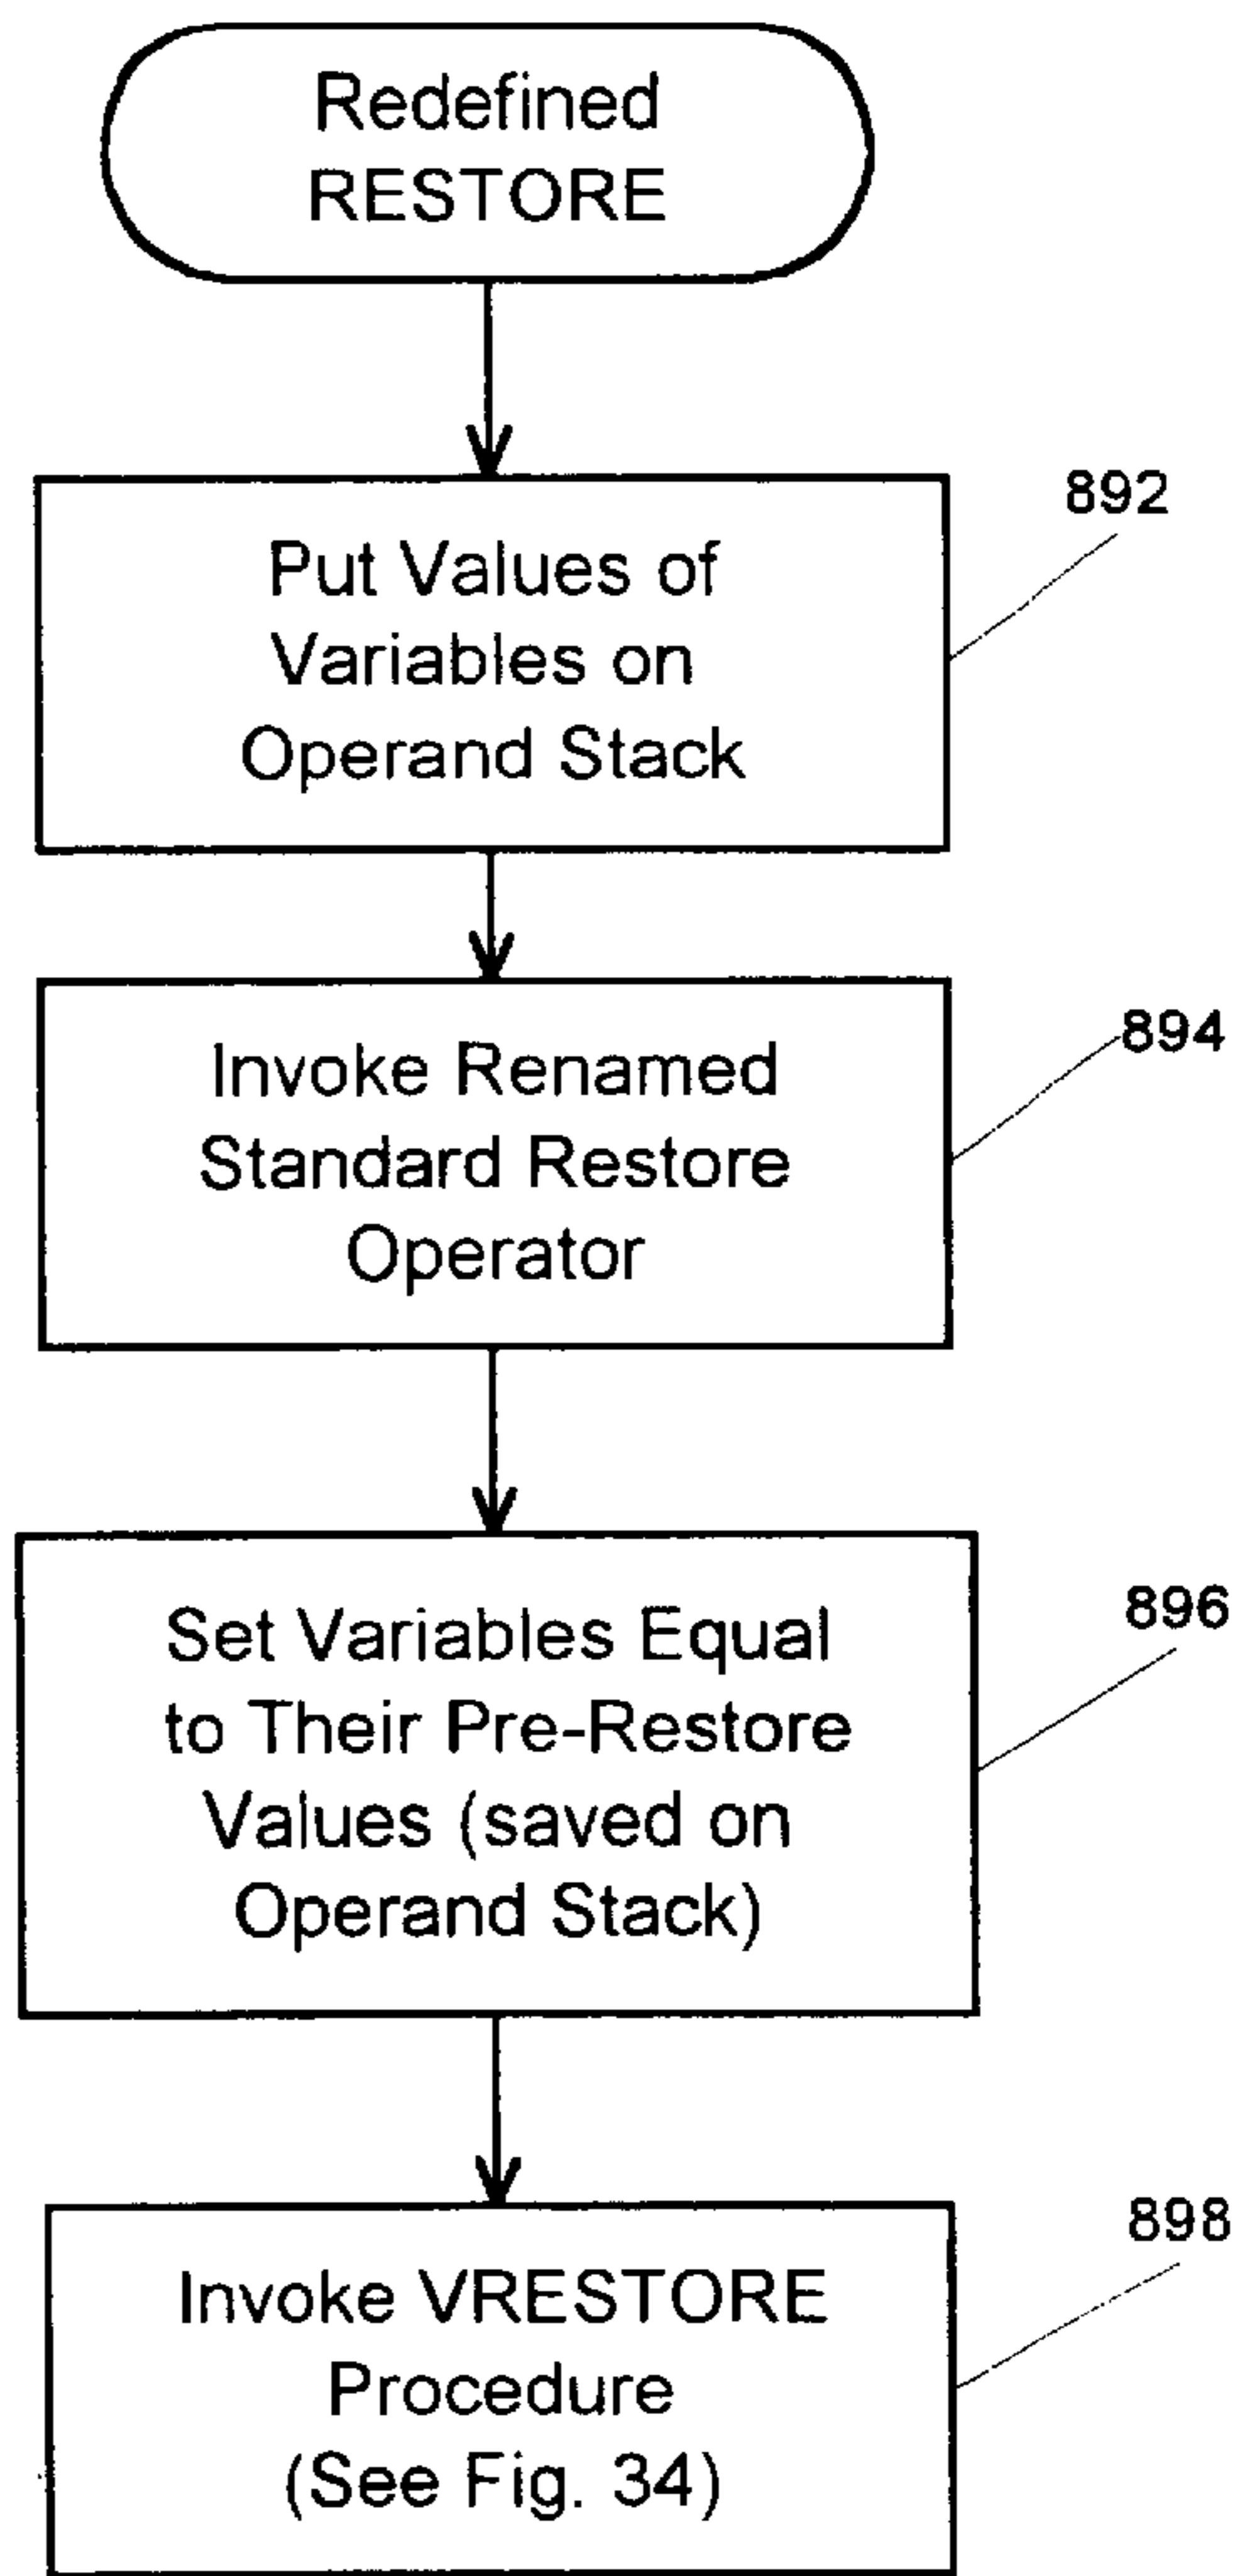 Redefined
RESTORE
892
Put Values of
Variables on
Operand Stack
894
Invoke Renamed
Standard Restore
Operator
896
Set Variables Equal
to Their Pre-Restore
Values (saved on
Operand Stack)
898
Invoke VRESTORE
Procedure
(See Fig. 34)